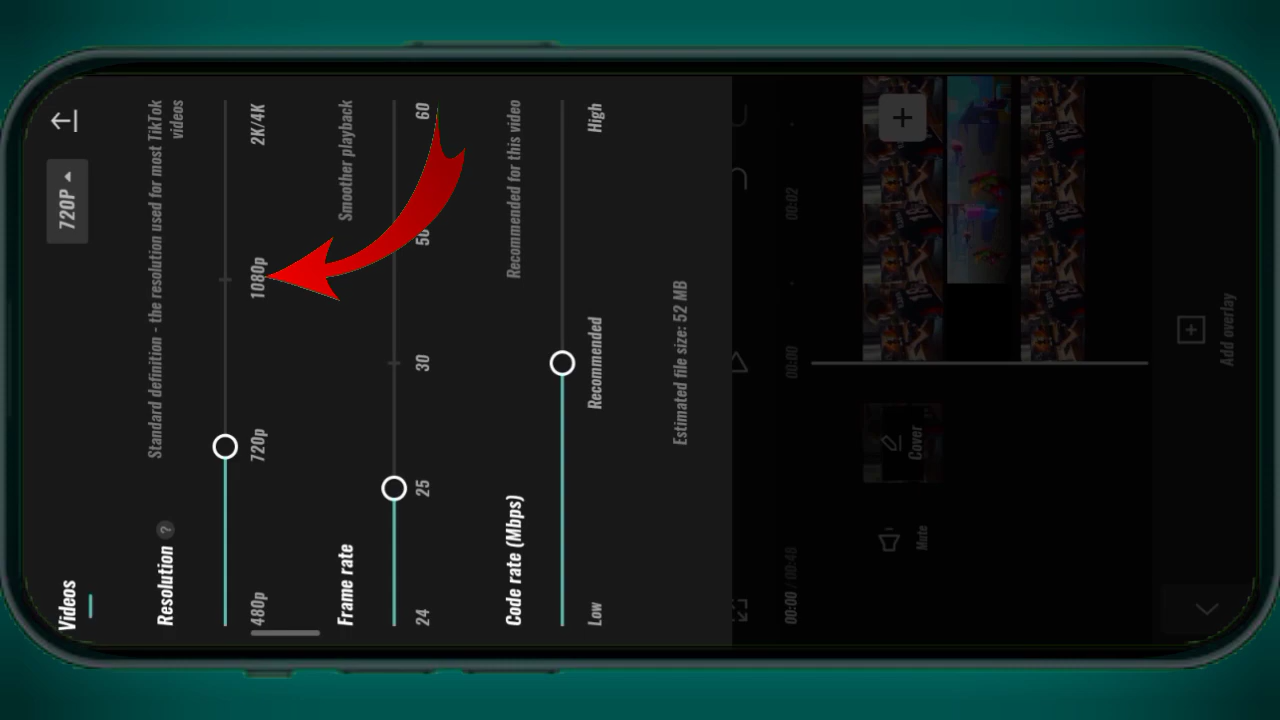 Videos
720P
Resolution ?
Standard definition - the resolution used for most TikTok
videos
480p 720p 1080p 2K/4K
Frame rate
Smoother playback
24 25 30 50 60
Code rate (Mbps)
Recommended for this video
Low Recommended High
Estimated file size: 52 MB
00:00 / 00:48 00:00 00:02
Mute
Cover
Add overlay